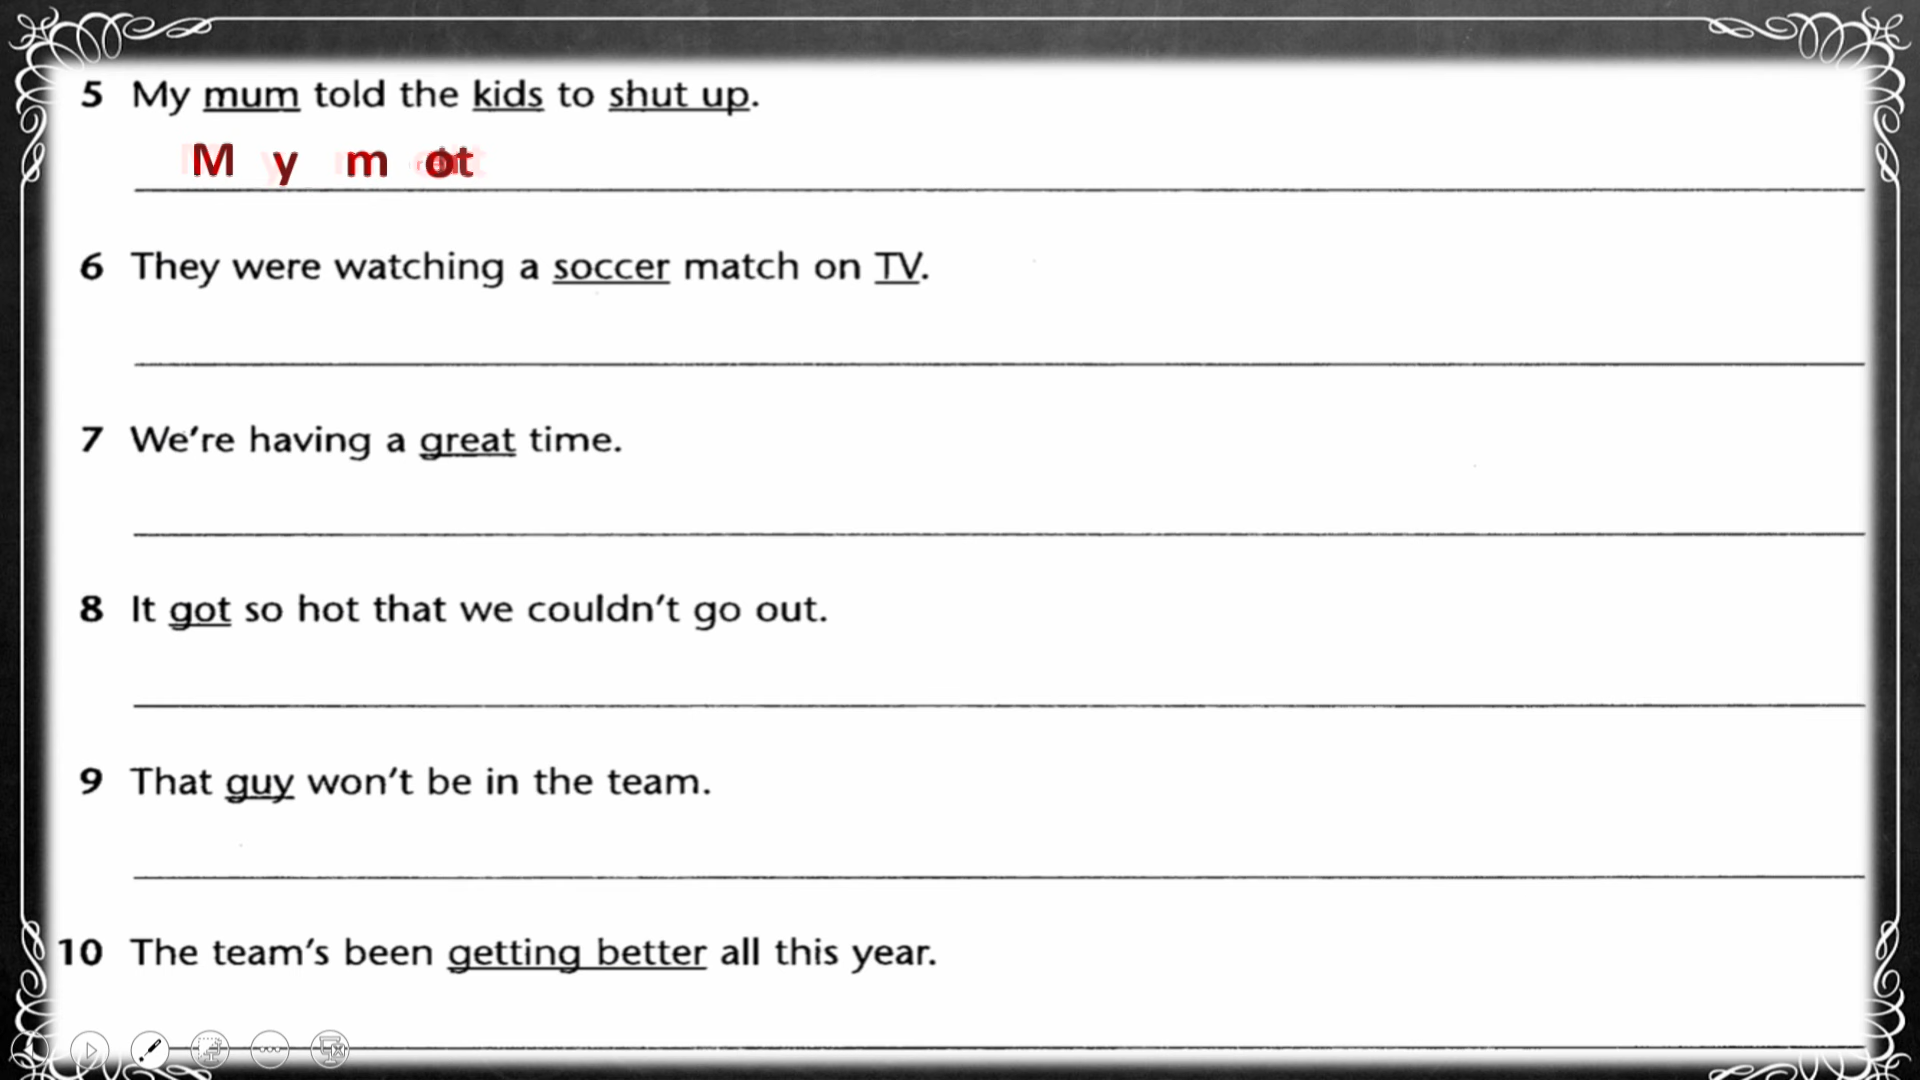 5 My mum told the kids to shut up.
M y m
6 They were watching a soccer match on TV.
7 We're having a great time.
8 It got so hot that we couldn't go out.
9 That guy won't be in the team.
10 The team's been getting better all this year.